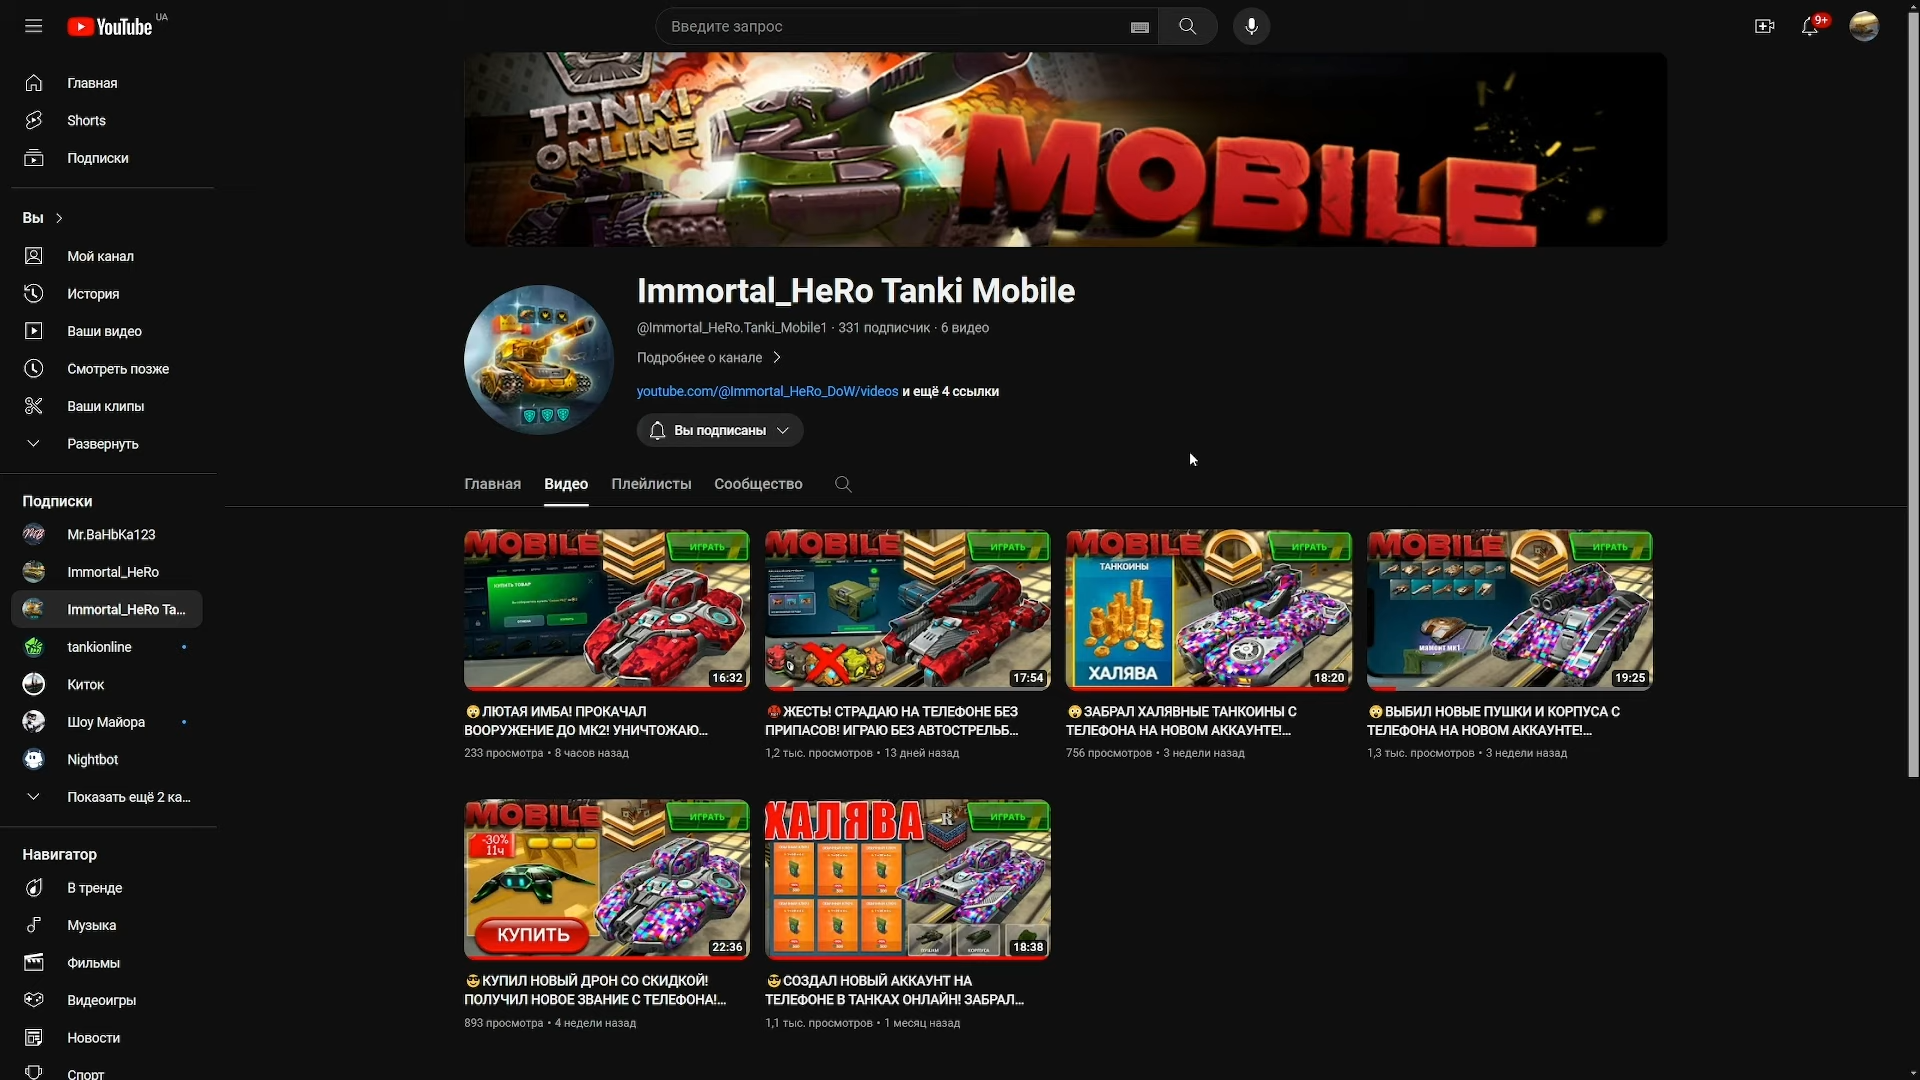 YouTube UA
Введите запрос
9+
Главная
Shorts
Подписки
Вы
Мой канал
История
Ваши видео
Смотреть позже
Ваши клипы
Развернуть
Подписки
Mr.BaHbKa123
Immortal_HeRo
Immortal_HeRo Ta...
tankionline
Киток
Шоу Майора
Nightbot
Показать ещё 2 ка...
Навигатор
В тренде
Музыка
Фильмы
Видеоигры
Новости
Спорт
TANKI
ONLINE
MOBILE
Immortal_HeRo Tanki Mobile
@Immortal_HeRo.Tanki_Mobile1 · 331 подписчик · 6 видео
Подробнее о канале
youtube.com/@Immortal_HeRo_DoW/videos и ещё 4 ссылки
Вы подписаны
Главная Видео Плейлисты Сообщество
MOBILE ИГРАТЬ
КУПИТЬ ТОВАР
16:32
😳ЛЮТАЯ ИМБА! ПРОКАЧАЛ
ВООРУЖЕНИЕ ДО МК2! УНИЧТОЖАЮ...
233 просмотра • 8 часов назад
MOBILE ИГРАТЬ
17:54
ЖЕСТЬ! СТРАДАЮ НА ТЕЛЕФОНЕ БЕЗ
ПРИПАСОВ! ИГРАЮ БЕЗ АВТОСТРЕЛЬБ...
1,2 тыс. просмотров • 13 дней назад
MOBILE ИГРАТЬ
ТАНКОИНЫ
ХАЛЯВА
18:20
😳ЗАБРАЛ ХАЛЯВНЫЕ ТАНКОИНЫ С
ТЕЛЕФОНА НА НОВОМ АККАУНТЕ!...
756 просмотров • 3 недели назад
MOBILE ИГРАТЬ
МАМОНТ МК1
19:25
😳ВЫБИЛ НОВЫЕ ПУШКИ И КОРПУСА С
ТЕЛЕФОНА НА НОВОМ АККАУНТЕ!...
1,3 тыс. просмотров • 3 недели назад
MOBILE ИГРАТЬ
-30%
11ч
КУПИТЬ
22:36
😎КУПИЛ НОВЫЙ ДРОН СО СКИДКОЙ!
ПОЛУЧИЛ НОВОЕ ЗВАНИЕ С ТЕЛЕФОНА!...
893 просмотра • 4 недели назад
ХАЛЯВА R ИГРАТЬ
КОРПУСА
18:38
😎СОЗДАЛ НОВЫЙ АККАУНТ НА
ТЕЛЕФОНЕ В ТАНКАХ ОНЛАЙН! ЗАБРАЛ...
1,1 тыс. просмотров • 1 месяц назад